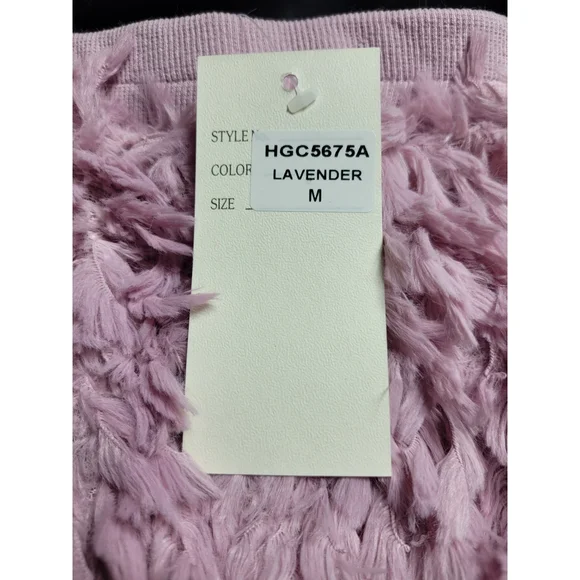 STYLE N
HGC5675A
COLOR
LAVENDER
SIZE
M